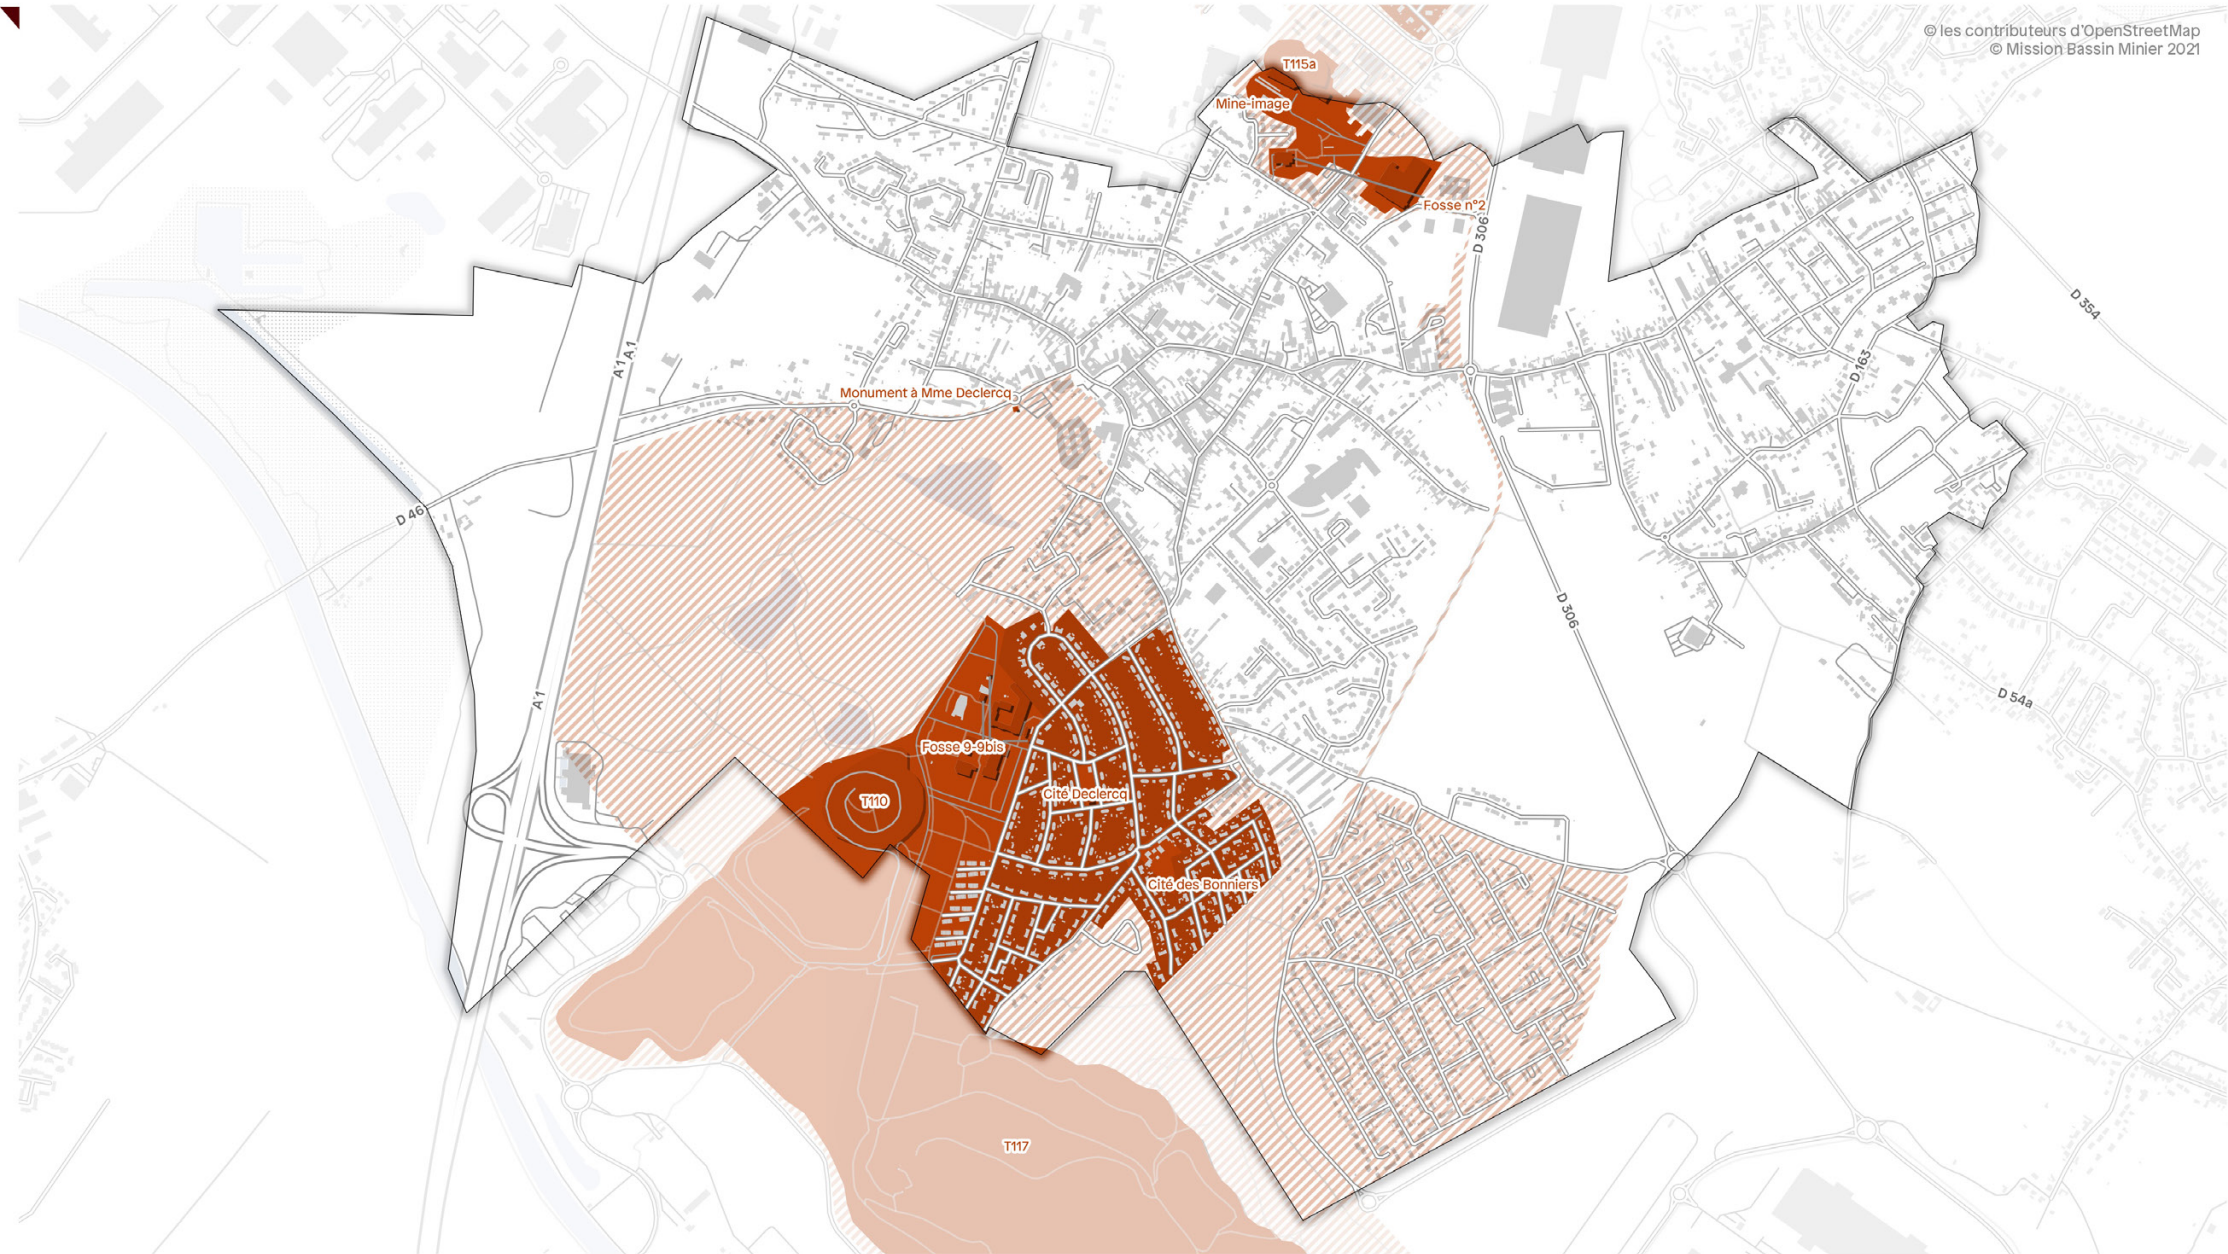 © les contributeurs d'OpenStreetMap
© Mission Bassin Minier 2021
T115a
Mine-image
Fosse n°2
D 306
D 354
A 1
A 1
D 163
Monument à Mme Declercq
D 46
D 306
A 1
D 54a
Fosse 9-9bis
T110
Cité Declercq
Cité des Bonniers
T117